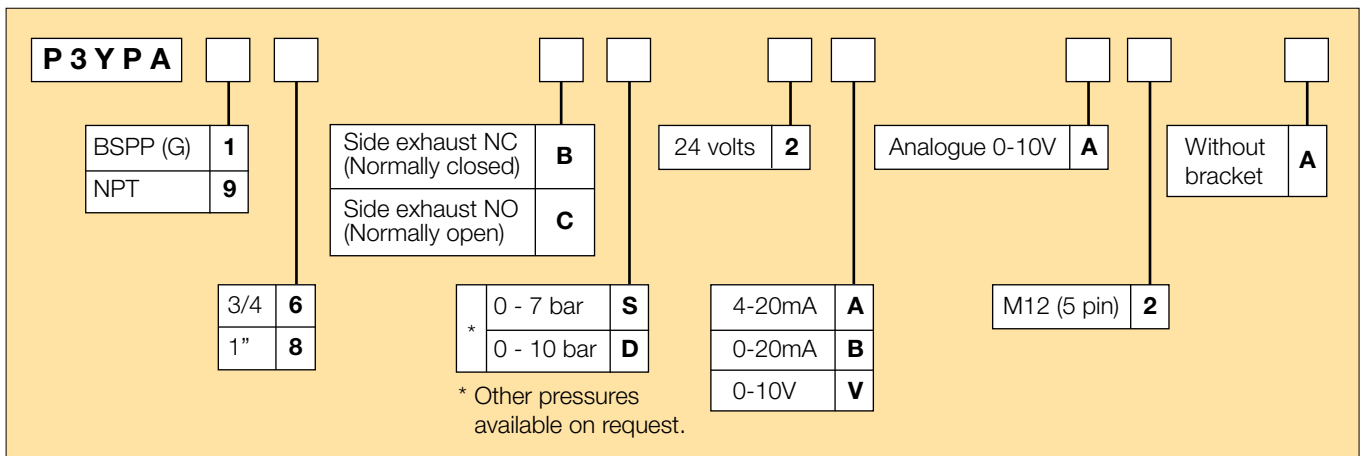 P3YPA
BSPP (G) 1
NPT 9
Side exhaust NC
(Normally closed) B
Side exhaust NO
(Normally open) C
24 volts 2
Analogue 0-10V A
Without
bracket A
3/4 6
1” 8
* 0 - 7 bar S
0 - 10 bar D
* Other pressures
available on request.
4-20mA A
0-20mA B
0-10V V
M12 (5 pin) 2